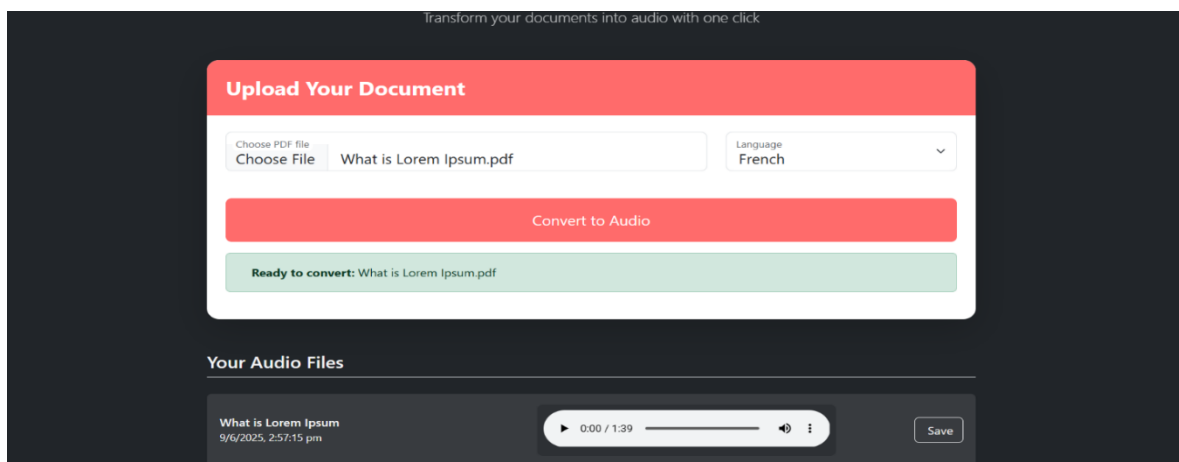 Transform your documents into audio with one click
Upload Your Document
Choose PDF file
Choose File What is Lorem Ipsum.pdf
Language
French
Convert to Audio
Ready to convert: What is Lorem Ipsum.pdf
Your Audio Files
What is Lorem Ipsum
9/6/2025, 2:57:15 pm
0:00 / 1:39
Save